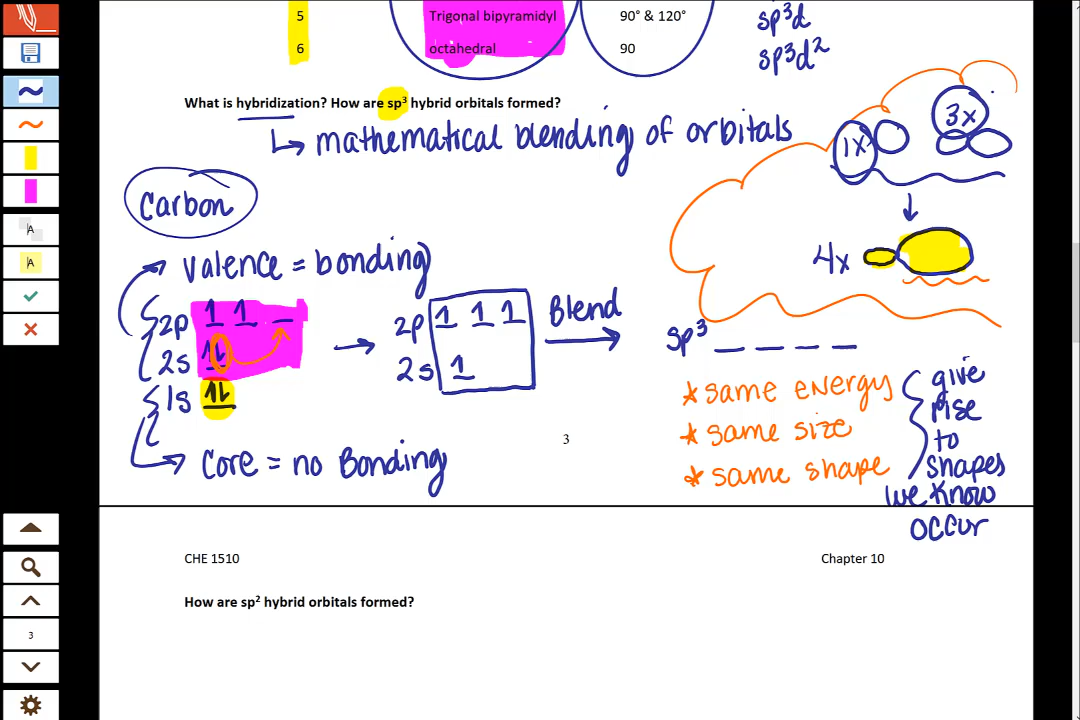 5 Trigonal bipyramidyl 90° & 120° sp³d
6 octahedral 90 sp³d²
What is hybridization? How are sp³ hybrid orbitals formed?
mathematical blending of orbitals
1x 3x
Carbon
4x
valence = bonding
2p 1 1
2s 1⇂
1s 1⇂
2p 1 1 1
2s 1
Blend
sp³
* same energy
* same size
* same shape
give
rise
to
shapes
we know
occur
core = no Bonding
3
CHE 1510 Chapter 10
How are sp² hybrid orbitals formed?
A
A
3